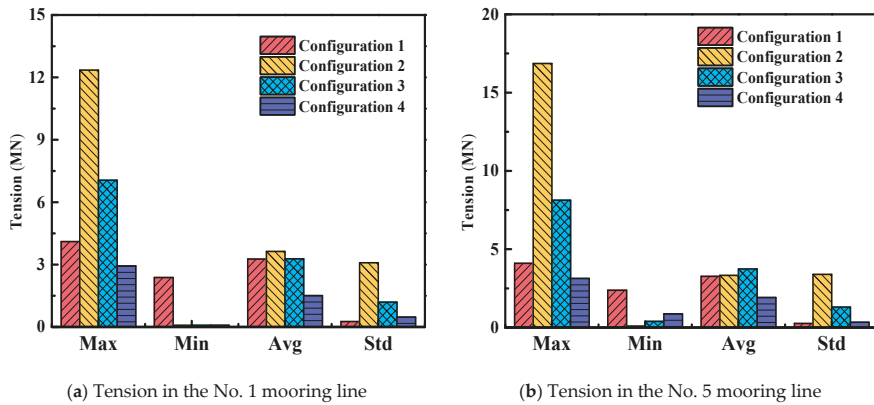 15
12
9
6
3
0
Tension (MN)
Configuration 1
Configuration 2
Configuration 3
Configuration 4
Max Min Avg Std
(a) Tension in the No. 1 mooring line
20
15
10
5
0
Tension (MN)
Configuration 1
Configuration 2
Configuration 3
Configuration 4
Max Min Avg Std
(b) Tension in the No. 5 mooring line